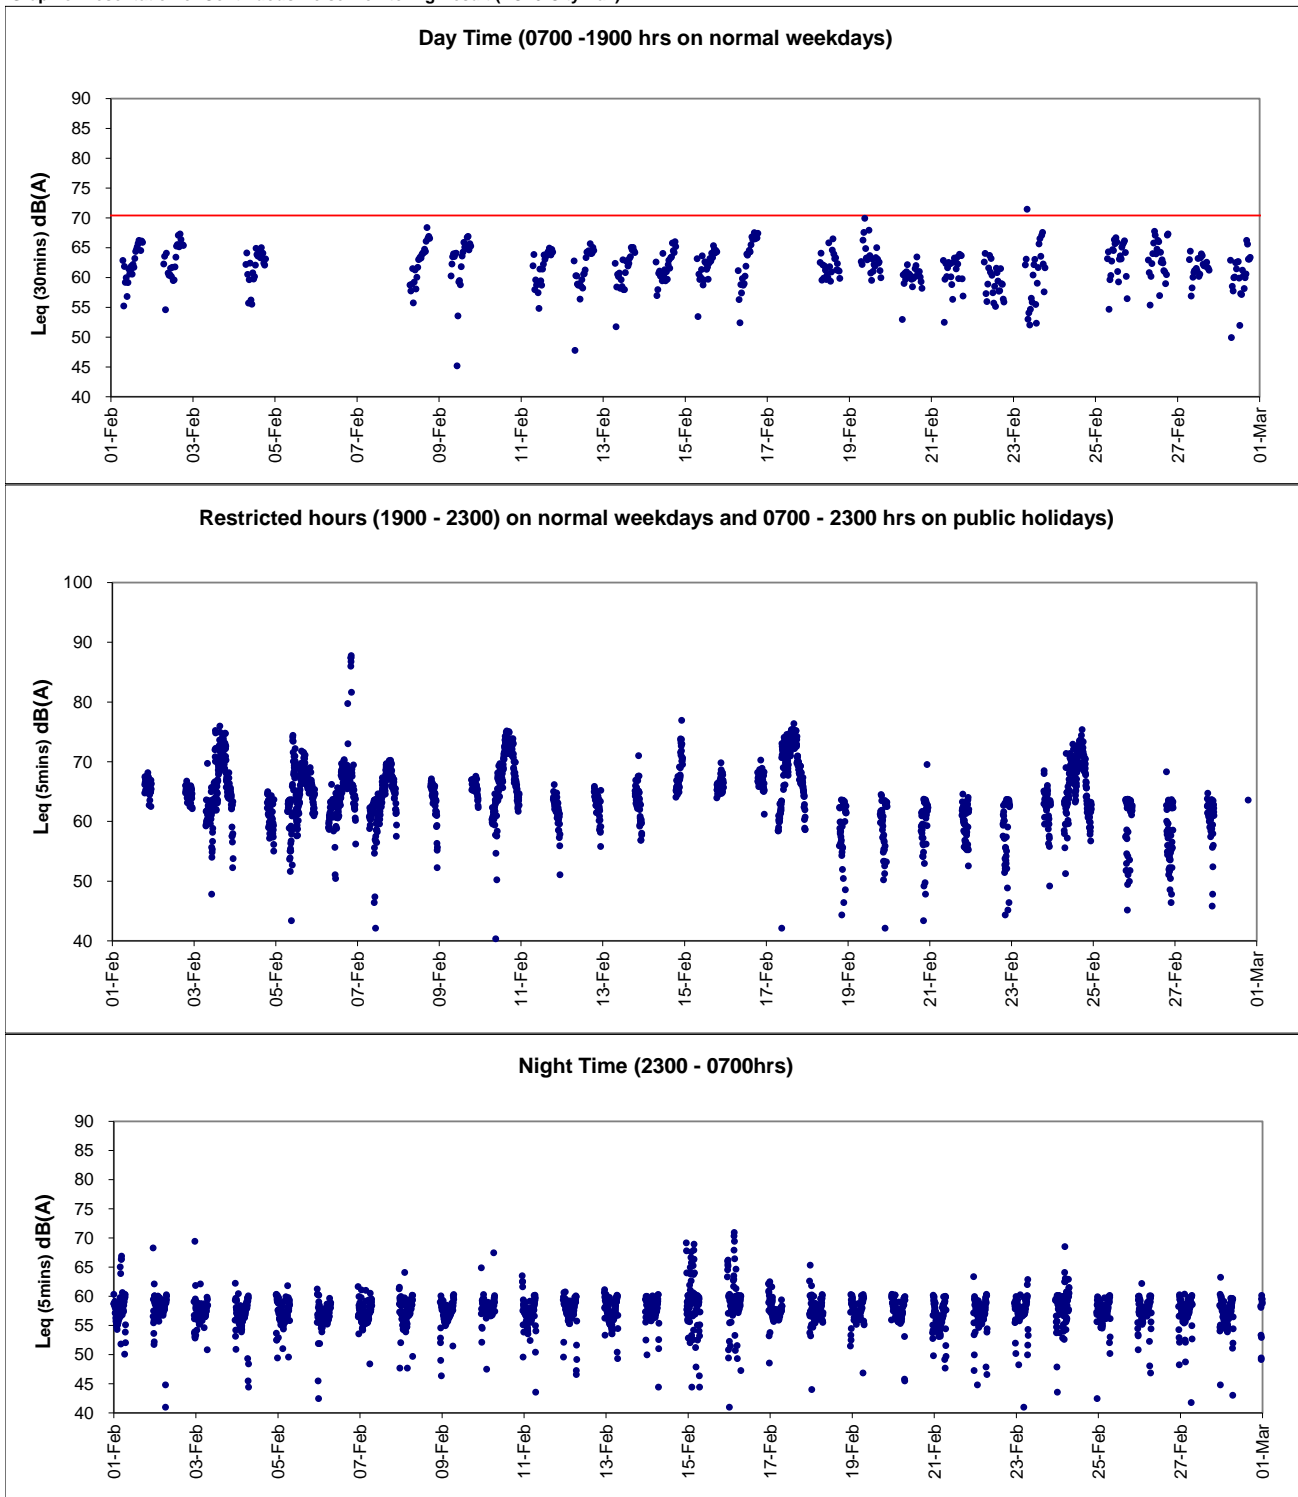 Day Time (0700 -1900 hrs on normal weekdays)
Leq (30mins) dB(A)
90
85
80
75
70
65
60
55
50
45
40
01-Feb
03-Feb
05-Feb
07-Feb
09-Feb
11-Feb
13-Feb
15-Feb
17-Feb
19-Feb
21-Feb
23-Feb
25-Feb
27-Feb
01-Mar
Restricted hours (1900 - 2300) on normal weekdays and 0700 - 2300 hrs on public holidays)
Leq (5mins) dB(A)
100
90
80
70
60
50
40
01-Feb
03-Feb
05-Feb
07-Feb
09-Feb
11-Feb
13-Feb
15-Feb
17-Feb
19-Feb
21-Feb
23-Feb
25-Feb
27-Feb
01-Mar
Night Time (2300 - 0700hrs)
Leq (5mins) dB(A)
90
85
80
75
70
65
60
55
50
45
40
01-Feb
03-Feb
05-Feb
07-Feb
09-Feb
11-Feb
13-Feb
15-Feb
17-Feb
19-Feb
21-Feb
23-Feb
25-Feb
27-Feb
01-Mar